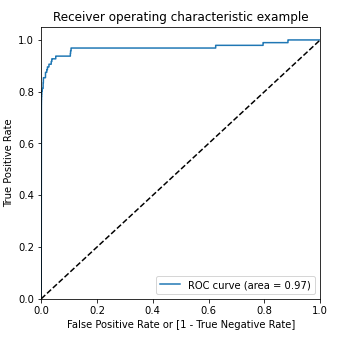 Receiver operating characteristic example
True Positive Rate
1.0
0.8
0.6
0.4
0.2
0.0
ROC curve (area = 0.97)
0.0 0.2 0.4 0.6 0.8 1.0
False Positive Rate or [1 - True Negative Rate]